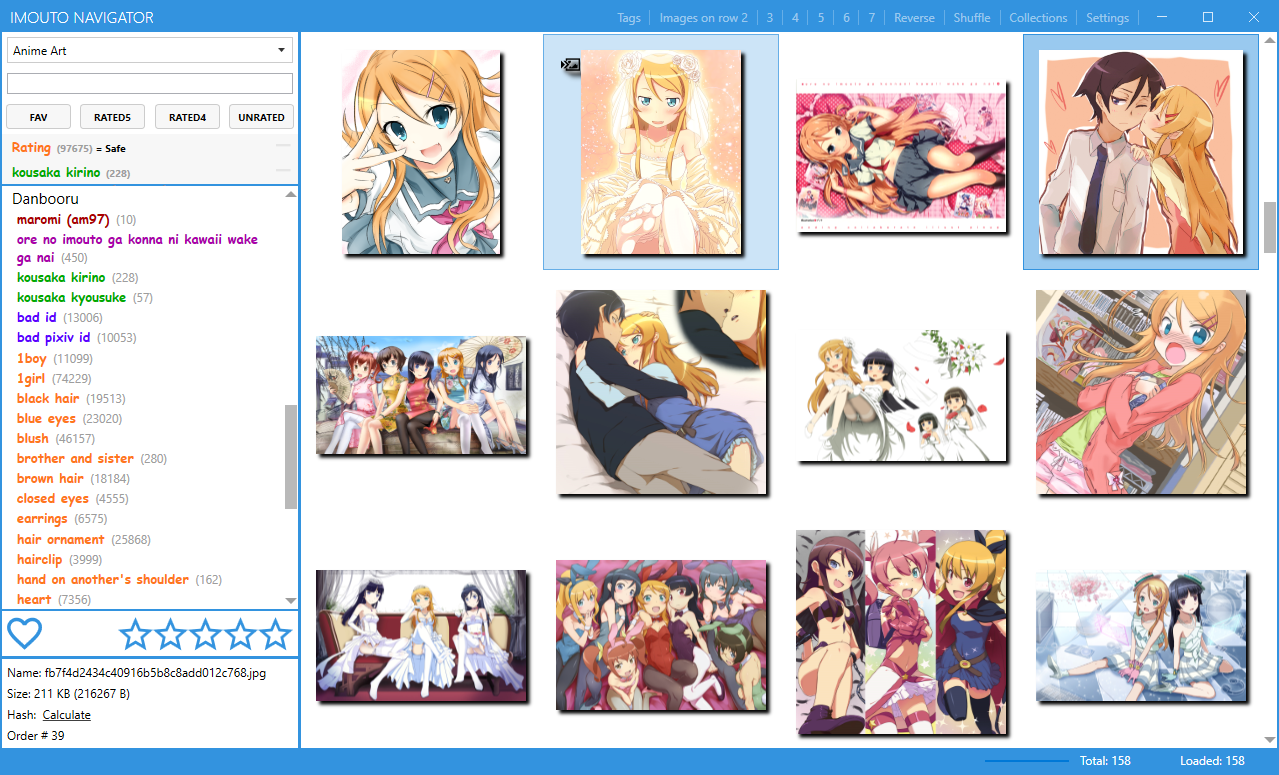 IMOUTO NAVIGATOR
Tags Images on row 2 3 4 5 6 7 Reverse Shuffle Collections Settings
Anime Art
FAV RATED5 RATED4 UNRATED
Rating (97675) = Safe
kousaka kirino (228)
Danbooru
maromi (am97) (10)
ore no imouto ga konna ni kawaii wake
ga nai (450)
kousaka kirino (228)
kousaka kyousuke (57)
bad id (13006)
bad pixiv id (10053)
1boy (11099)
1girl (74229)
black hair (19513)
blue eyes (23020)
blush (46157)
brother and sister (280)
brown hair (18184)
closed eyes (4555)
earrings (6575)
hair ornament (25868)
hairclip (3999)
hand on another's shoulder (162)
heart (7356)
Name: fb7f4d2434c40916b5b8c8add012c768.jpg
Size: 211 KB (216267 B)
Hash: Calculate
Order # 39
Total: 158 Loaded: 158